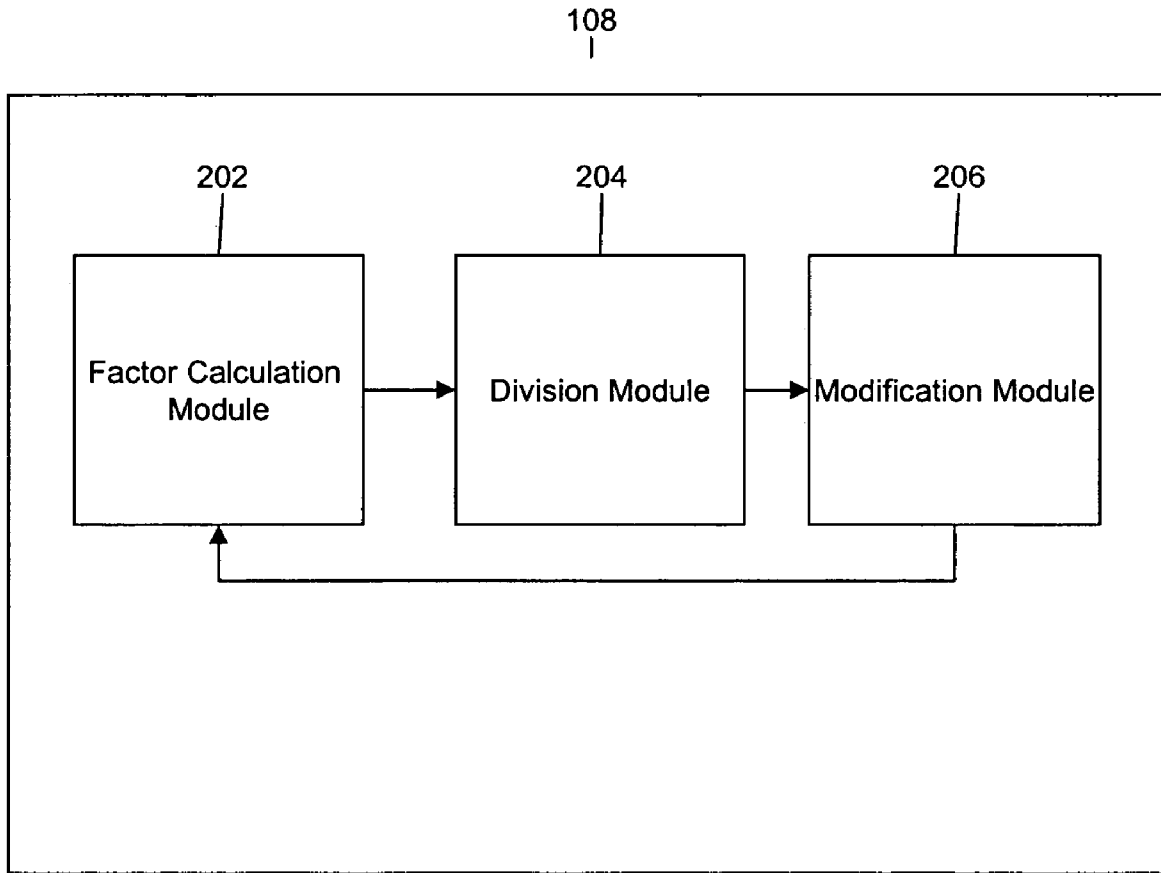 108
202
204
206
Factor Calculation
Module
Division Module
Modification Module